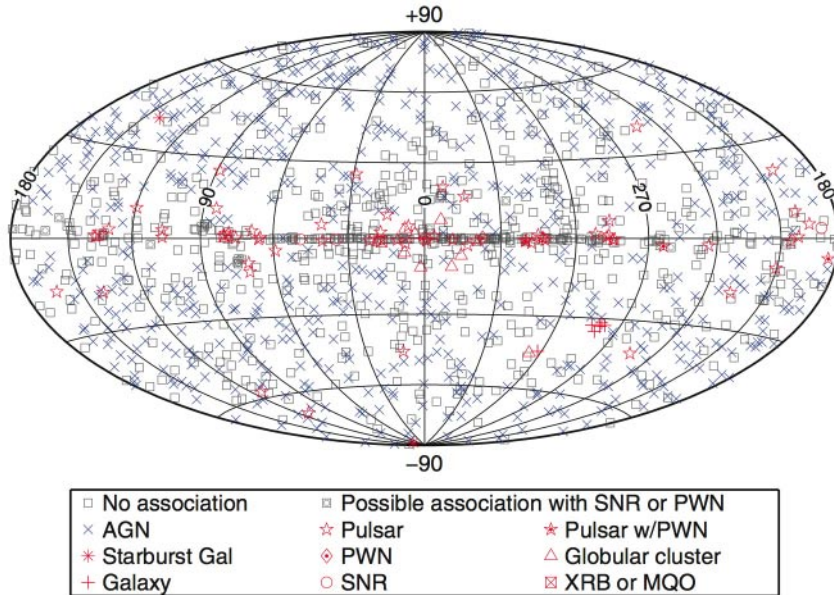 +90
-180
90
0
270
180-
−90
No association
Possible association with SNR or PWN
AGN
Pulsar
Pulsar w/PWN
Starburst Gal
PWN
Globular cluster
Galaxy
SNR
XRB or MQO